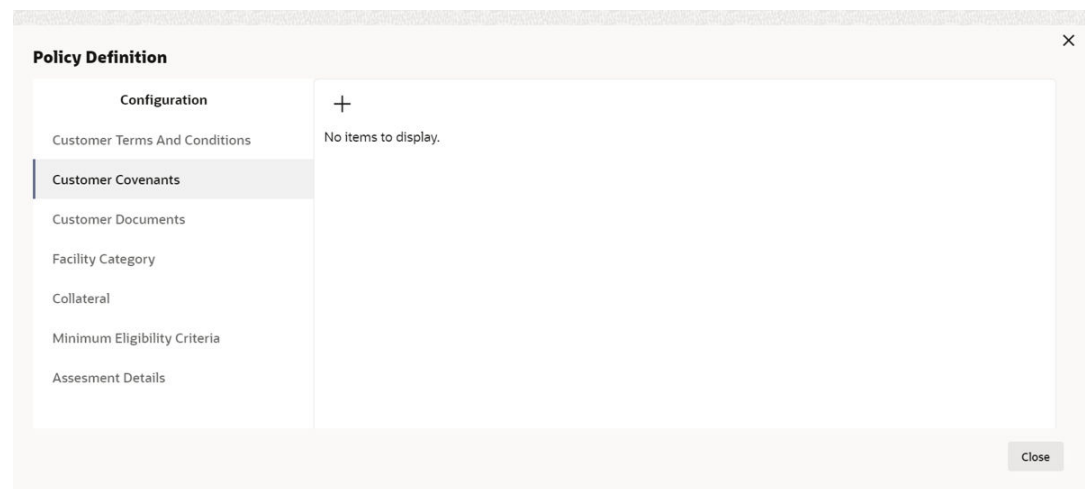 Policy Definition
Configuration
Customer Terms And Conditions
Customer Covenants
Customer Documents
Facility Category
Collateral
Minimum Eligibility Criteria
Assesment Details
No items to display.
Close